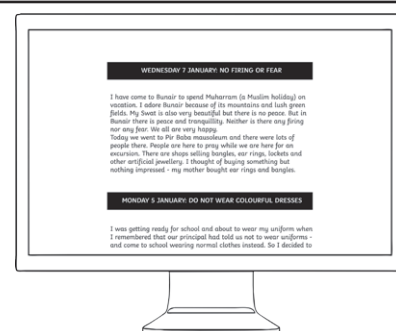 WEDNESDAY 7 JANUARY: NO FIRING OR FEAR
I have come to Bunair to spend Muharram (a Muslim holiday) on
vacation. I adore Bunair because of its mountains and lush green
fields. My Swat is also very beautiful but there is no peace. But in
Bunair there is peace and tranquillity. Neither is there any firing
nor any fear. We all are very happy.
Today we went to Pir Baba mausoleum and there were lots of
people there. People are here to pray while we are here for an
excursion. There are shops selling bangles, ear rings, lockets and
other artificial jewellery. I thought of buying something but
nothing impressed - my mother bought ear rings and bangles.
MONDAY 5 JANUARY: DO NOT WEAR COLOURFUL DRESSES
I was getting ready for school and about to wear my uniform when
I remembered that our principal had told us not to wear uniforms -
and come to school wearing normal clothes instead. So I decided to